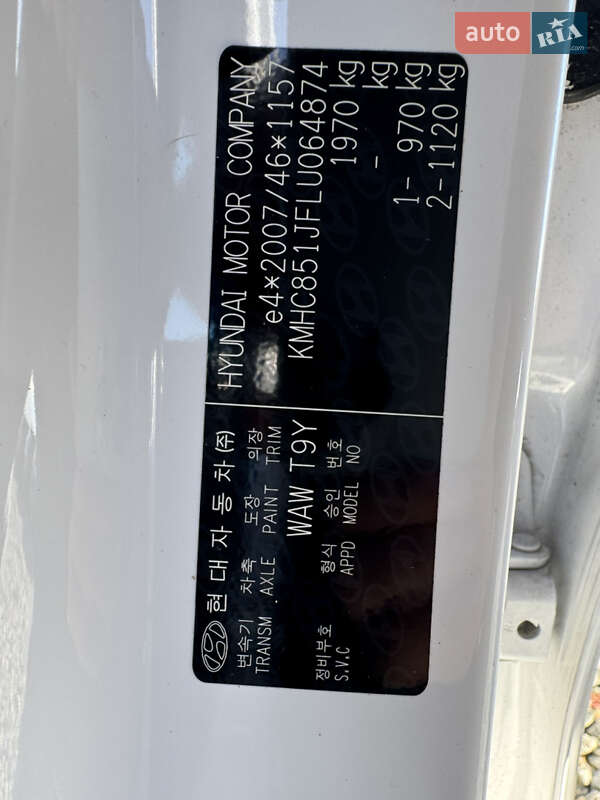 auto RIA.com
현대자동차(주) HYUNDAI MOTOR COMPANY
변속기 차축 도장 의장 e4*2007/46*1157
TRANSM .AXLE PAINT TRIM KMHC851JFLU064874
WAW T9Y 1970 kg
형식 승인 번호 - kg
정비부호 APPD MODEL NO 1- 970 kg
S.V.C 2-1120 kg